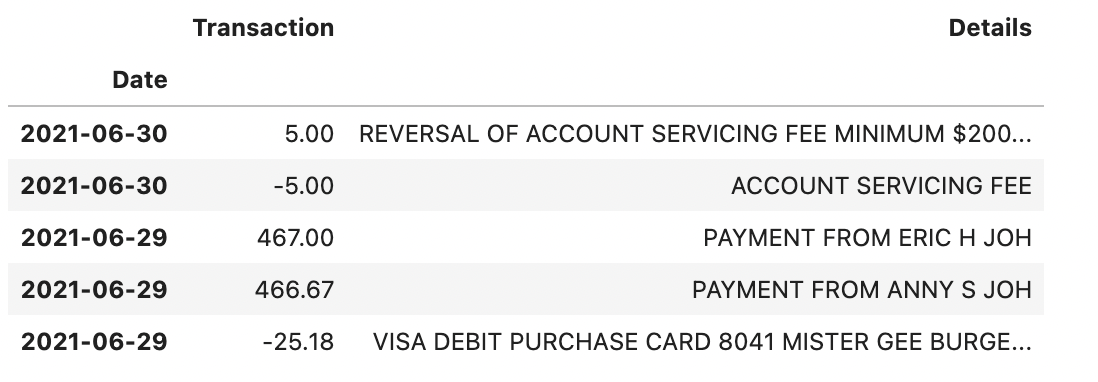 Transaction Details
Date
2021-06-30 5.00 REVERSAL OF ACCOUNT SERVICING FEE MINIMUM $200...
2021-06-30 -5.00 ACCOUNT SERVICING FEE
2021-06-29 467.00 PAYMENT FROM ERIC H JOH
2021-06-29 466.67 PAYMENT FROM ANNY S JOH
2021-06-29 -25.18 VISA DEBIT PURCHASE CARD 8041 MISTER GEE BURGE...